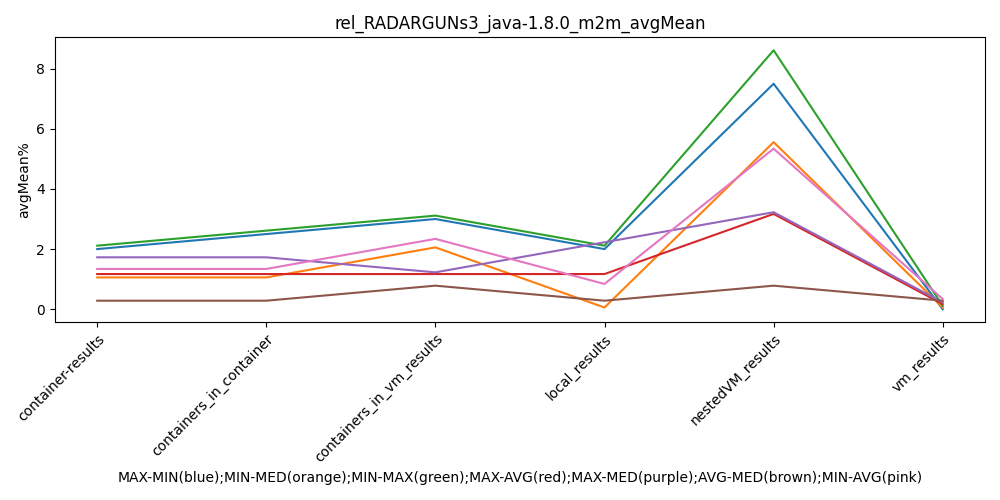 rel_RADARGUNs3_java-1.8.0_m2m_avgMean
avgMean%
8
6
4
2
0
container-results
containers_in_container
containers_in_vm_results
local_results
nestedVM_results
vm_results
MAX-MIN(blue);MIN-MED(orange);MIN-MAX(green);MAX-AVG(red);MAX-MED(purple);AVG-MED(brown);MIN-AVG(pink)